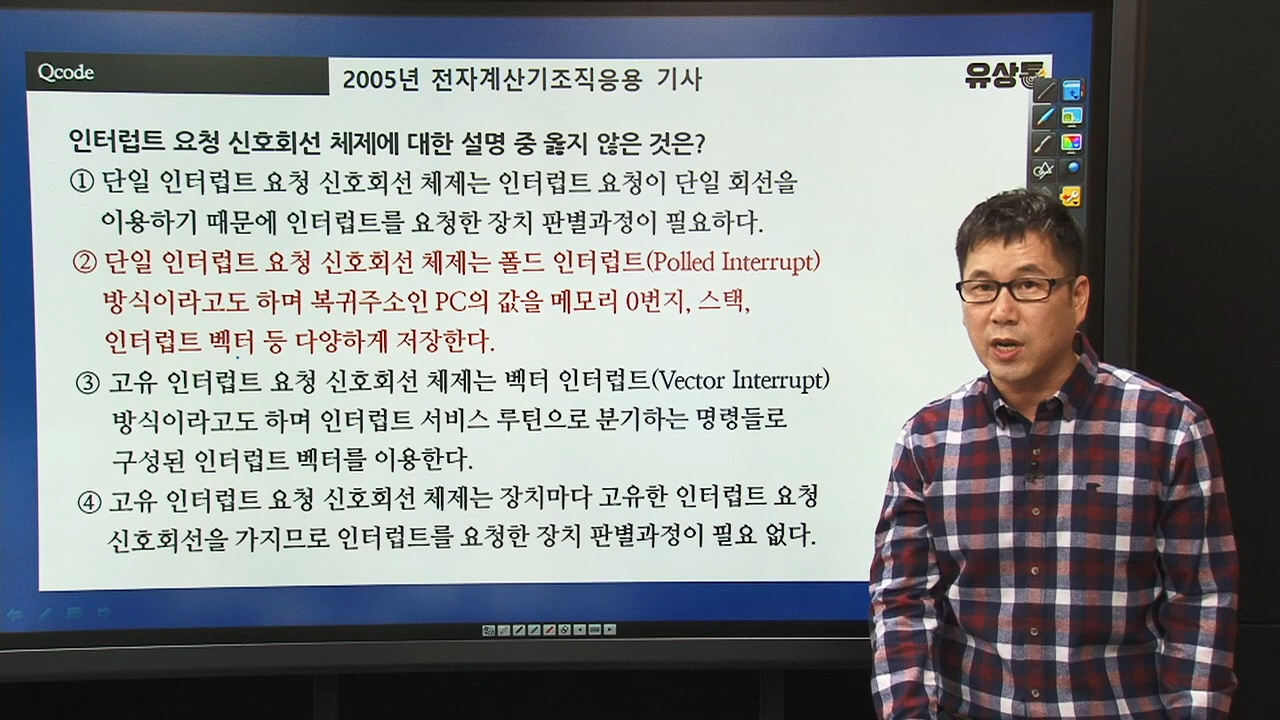 Qcode
2005년 전자계산기조직응용 기사
유상통
인터럽트 요청 신호회선 체제에 대한 설명 중 옳지 않은 것은?
① 단일 인터럽트 요청 신호회선 체제는 인터럽트 요청이 단일 회선을
이용하기 때문에 인터럽트를 요청한 장치 판별과정이 필요하다.
② 단일 인터럽트 요청 신호회선 체제는 폴드 인터럽트(Polled Interrupt)
방식이라고도 하며 복귀주소인 PC의 값을 메모리 0번지, 스택,
인터럽트 벡터 등 다양하게 저장한다.
③ 고유 인터럽트 요청 신호회선 체제는 벡터 인터럽트(Vector Interrupt)
방식이라고도 하며 인터럽트 서비스 루틴으로 분기하는 명령들로
구성된 인터럽트 벡터를 이용한다.
④ 고유 인터럽트 요청 신호회선 체제는 장치마다 고유한 인터럽트 요청
신호회선을 가지므로 인터럽트를 요청한 장치 판별과정이 필요 없다.